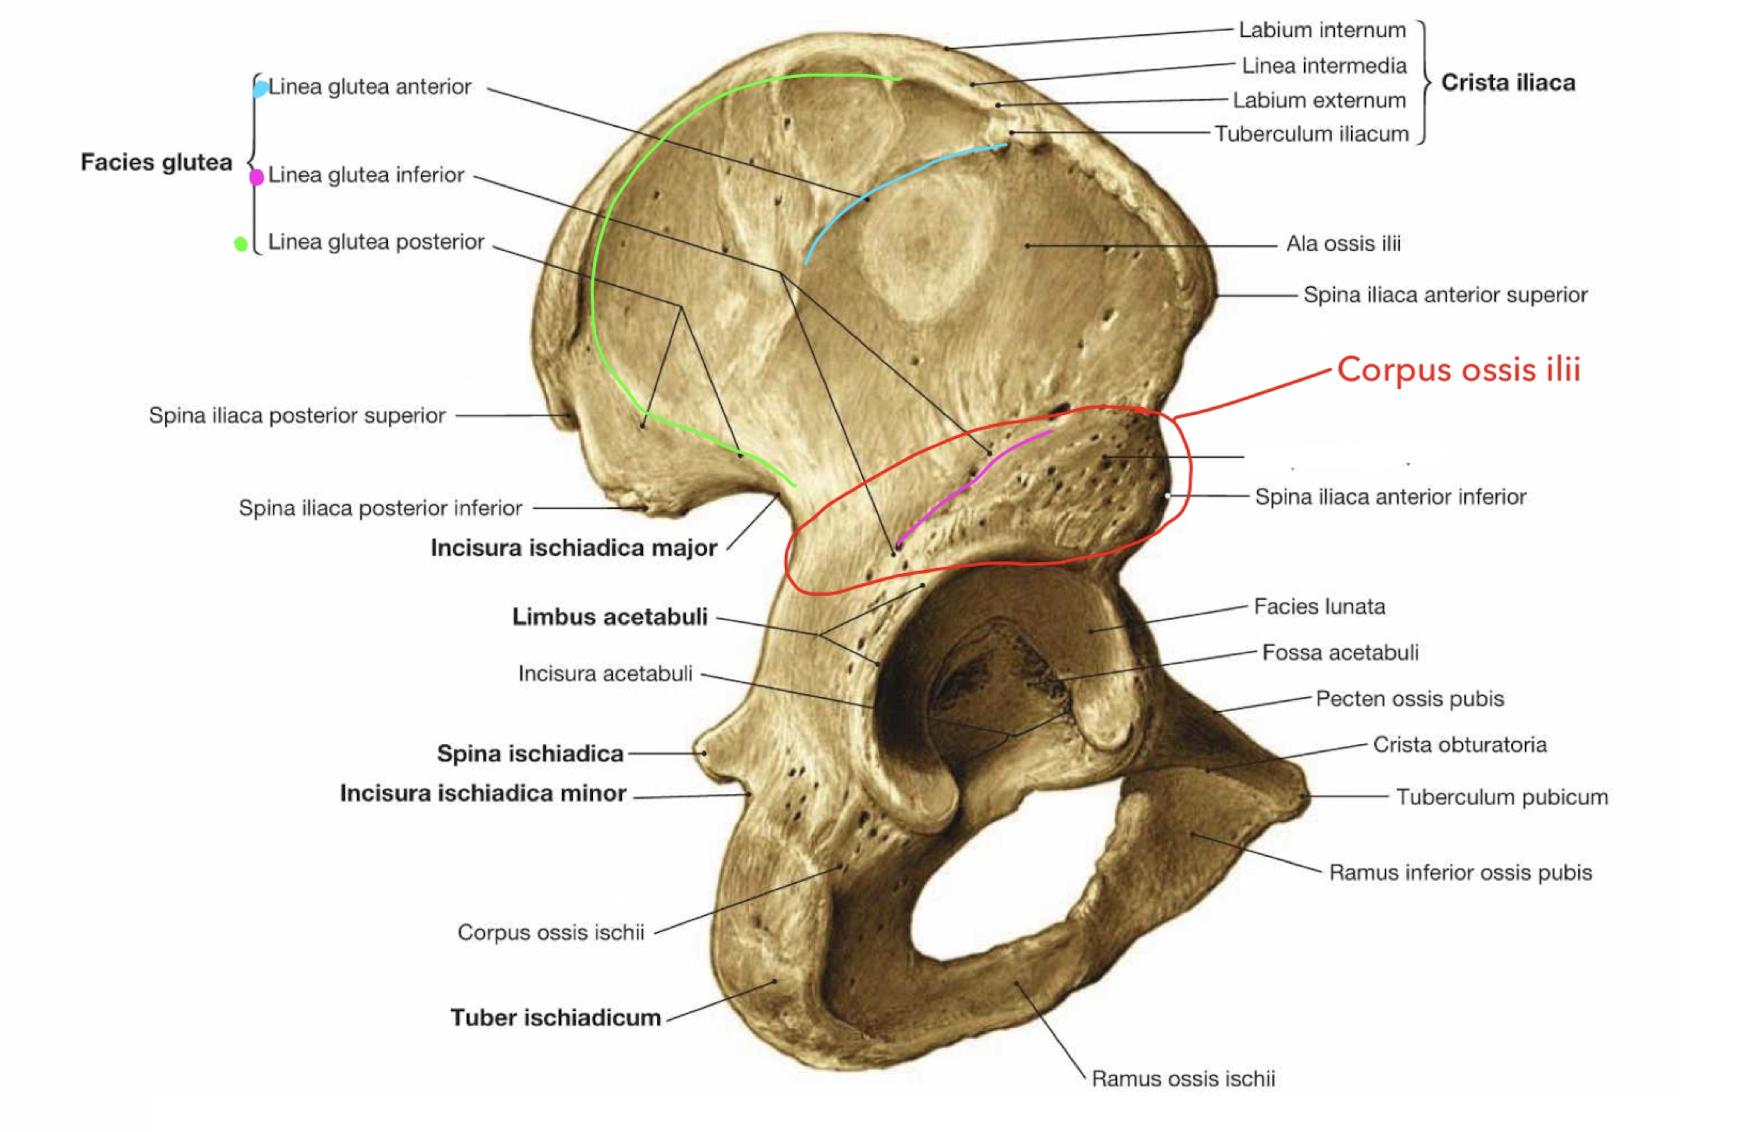 Labium internum
Linea intermedia
Labium externum
Tuberculum iliacum
Crista iliaca
Linea glutea anterior
Linea glutea inferior
Linea glutea posterior
Facies glutea
Ala ossis ilii
Spina iliaca anterior superior
Corpus ossis ilii
Spina iliaca posterior superior
Spina iliaca anterior inferior
Spina iliaca posterior inferior
Incisura ischiadica major
Limbus acetabuli
Incisura acetabuli
Facies lunata
Fossa acetabuli
Pecten ossis pubis
Crista obturatoria
Spina ischiadica
Incisura ischiadica minor
Tuberculum pubicum
Ramus inferior ossis pubis
Corpus ossis ischii
Tuber ischiadicum
Ramus ossis ischii